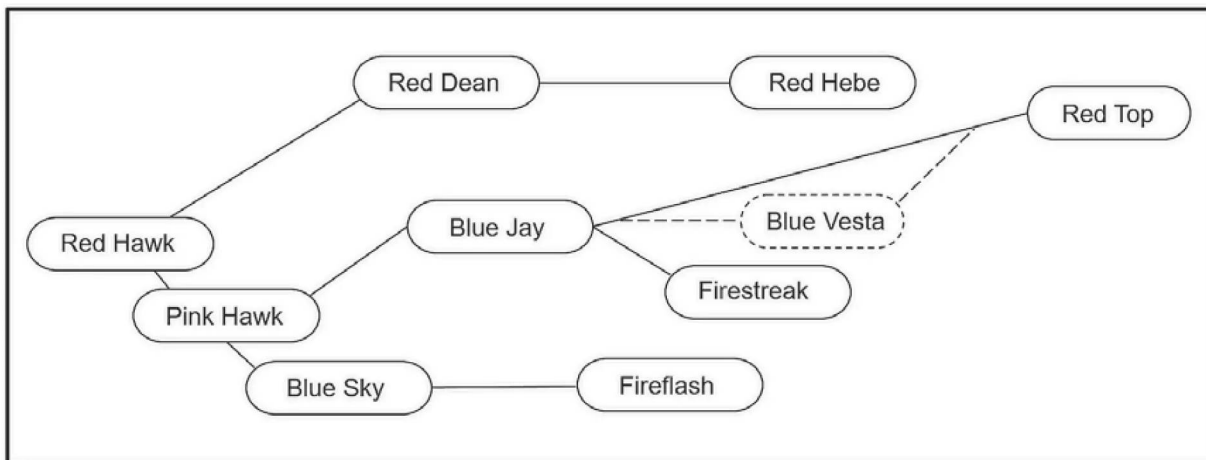 Red Dean
Red Hebe
Red Top
Red Hawk
Blue Jay
Blue Vesta
Pink Hawk
Firestreak
Blue Sky
Fireflash